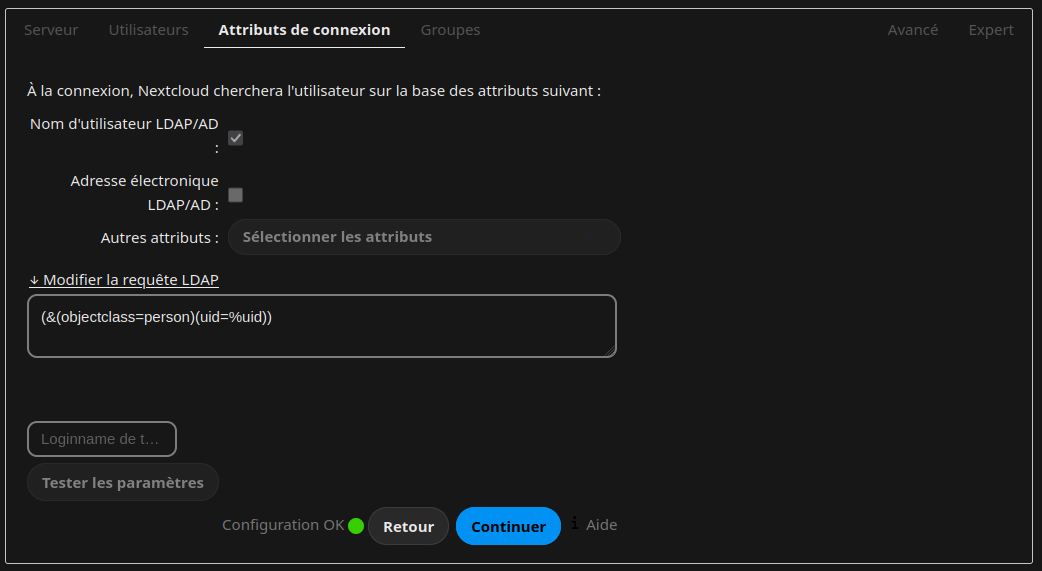 Serveur Utilisateurs Attributs de connexion Groupes Avancé Expert
À la connexion, Nextcloud cherchera l'utilisateur sur la base des attributs suivant :
Nom d'utilisateur LDAP/AD
:
Adresse électronique
LDAP/AD :
Autres attributs : Sélectionner les attributs
↓ Modifier la requête LDAP
(&(objectclass=person)(uid=%uid))
Loginname de t…
Tester les paramètres
Configuration OK Retour Continuer i Aide